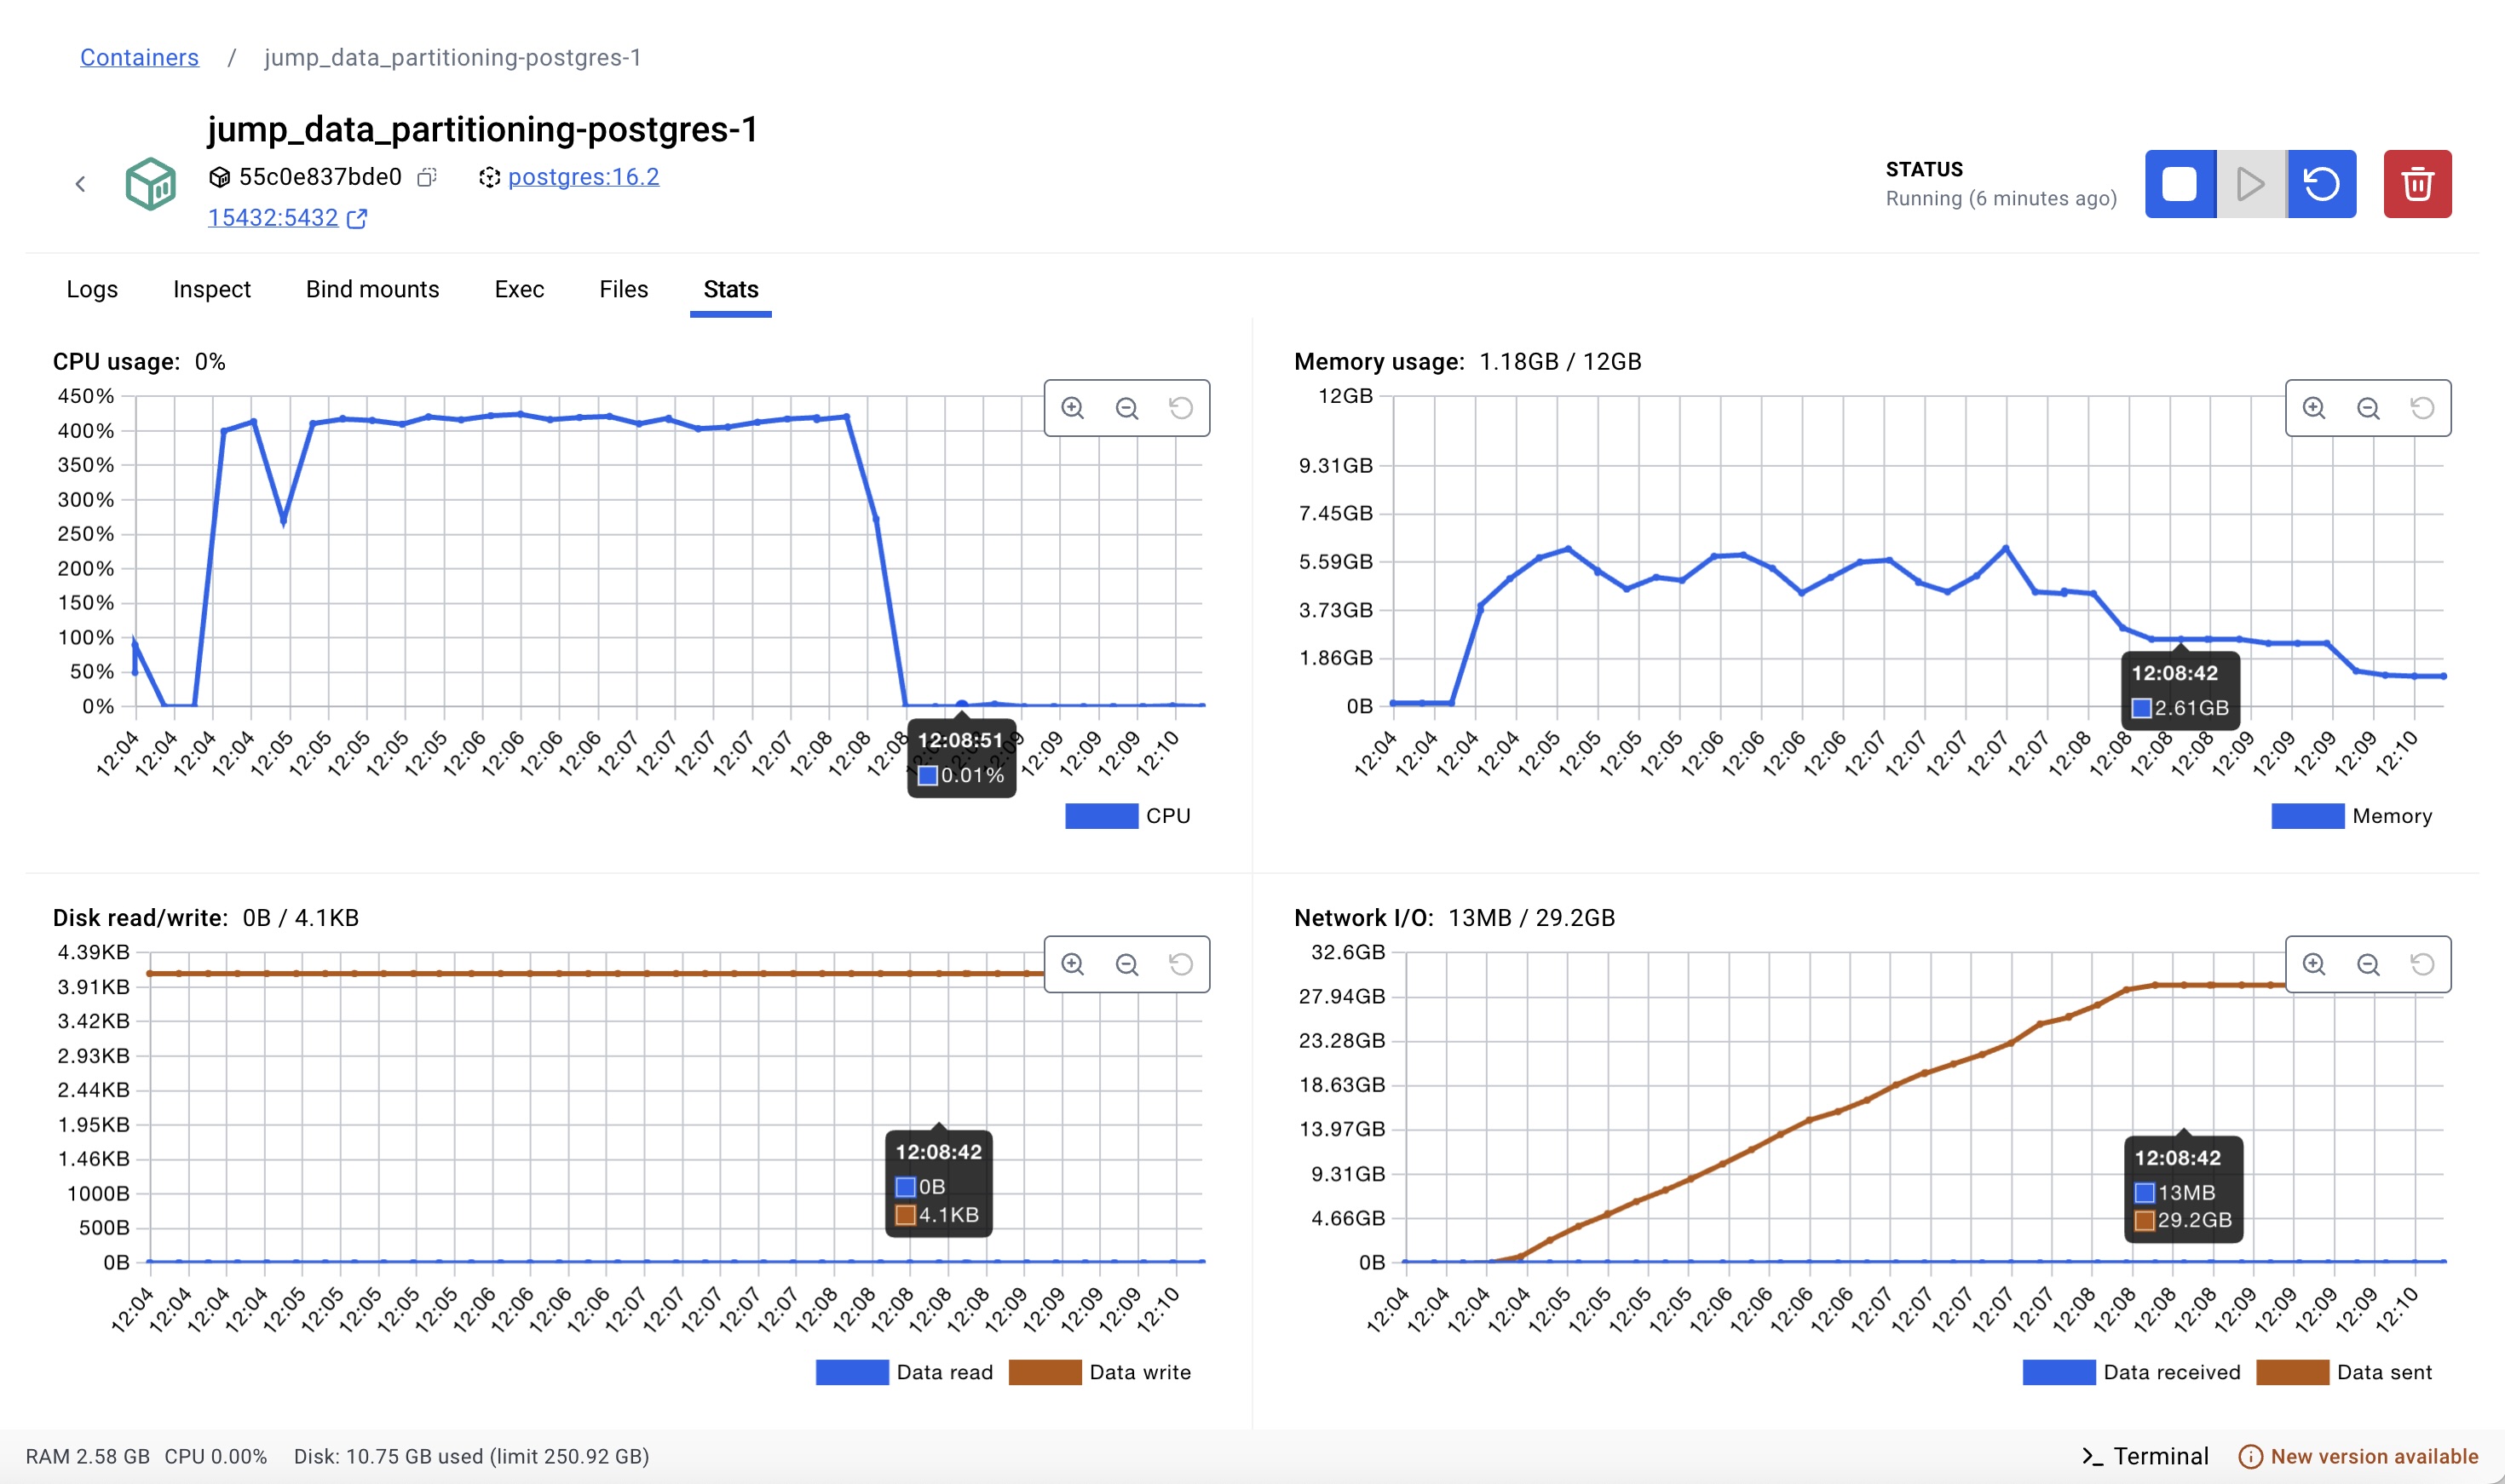 Containers / jump_data_partitioning-postgres-1
jump_data_partitioning-postgres-1
55c0e837bde0 postgres:16.2
15432:5432
STATUS
Running (6 minutes ago)
Logs Inspect Bind mounts Exec Files Stats
CPU usage: 0%
450%
400%
350%
300%
250%
200%
150%
100%
50%
0%
12:04 12:04 12:04 12:04 12:05 12:05 12:05 12:05 12:05 12:06 12:06 12:06 12:06 12:07 12:07 12:07 12:07 12:07 12:08 12:08 12:08 12:09 12:09 12:09 12:10
12:08:51
0.01%
CPU
Memory usage: 1.18GB / 12GB
12GB
9.31GB
7.45GB
5.59GB
3.73GB
1.86GB
0B
12:04 12:04 12:04 12:04 12:05 12:05 12:05 12:05 12:06 12:06 12:06 12:06 12:07 12:07 12:07 12:07 12:07 12:08 12:08 12:08 12:08 12:09 12:09 12:09 12:09 12:10
12:08:42
2.61GB
Memory
Disk read/write: 0B / 4.1KB
4.39KB
3.91KB
3.42KB
2.93KB
2.44KB
1.95KB
1.46KB
1000B
500B
0B
12:04 12:04 12:04 12:04 12:05 12:05 12:05 12:05 12:05 12:06 12:06 12:06 12:06 12:07 12:07 12:07 12:07 12:07 12:08 12:08 12:08 12:08 12:08 12:09 12:09 12:09 12:09 12:10
12:08:42
0B
4.1KB
Data read Data write
Network I/O: 13MB / 29.2GB
32.6GB
27.94GB
23.28GB
18.63GB
13.97GB
9.31GB
4.66GB
0B
12:04 12:04 12:04 12:04 12:05 12:05 12:05 12:05 12:06 12:06 12:06 12:06 12:07 12:07 12:07 12:07 12:07 12:08 12:08 12:08 12:08 12:09 12:09 12:09 12:09 12:10
12:08:42
13MB
29.2GB
Data received Data sent
RAM 2.58 GB CPU 0.00% Disk: 10.75 GB used (limit 250.92 GB)
Terminal
New version available